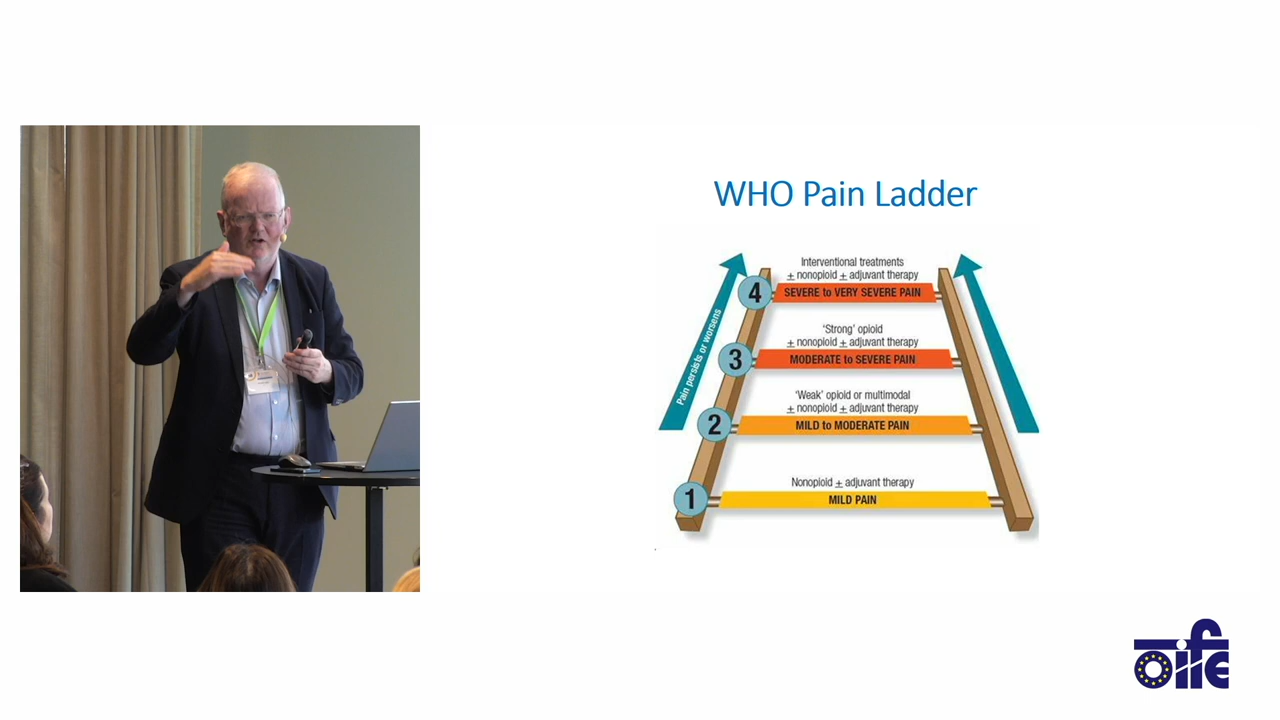 WHO Pain Ladder
Interventional treatments
+ nonopioid + adjuvant therapy
4
SEVERE to VERY SEVERE PAIN
'Strong' opioid
+ nonopioid + adjuvant therapy
3
MODERATE to SEVERE PAIN
Pain persists or worsens
'Weak' opioid or multimodal
+ nonopioid + adjuvant therapy
2
MILD to MODERATE PAIN
Nonopioid + adjuvant therapy
1
MILD PAIN
oife